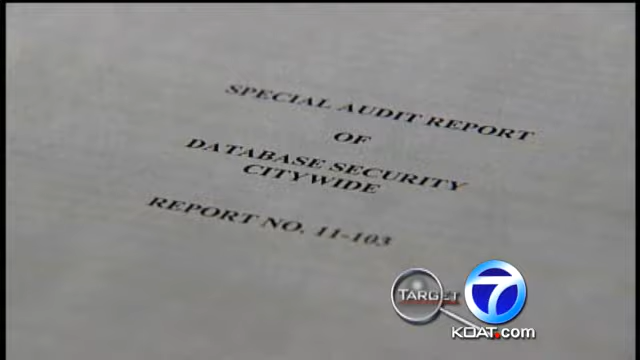 SPECIAL AUDIT REPORT
OF
DATABASE SECURITY
CITYWIDE
REPORT NO. 11-103
TARGET
7
KOAT.com